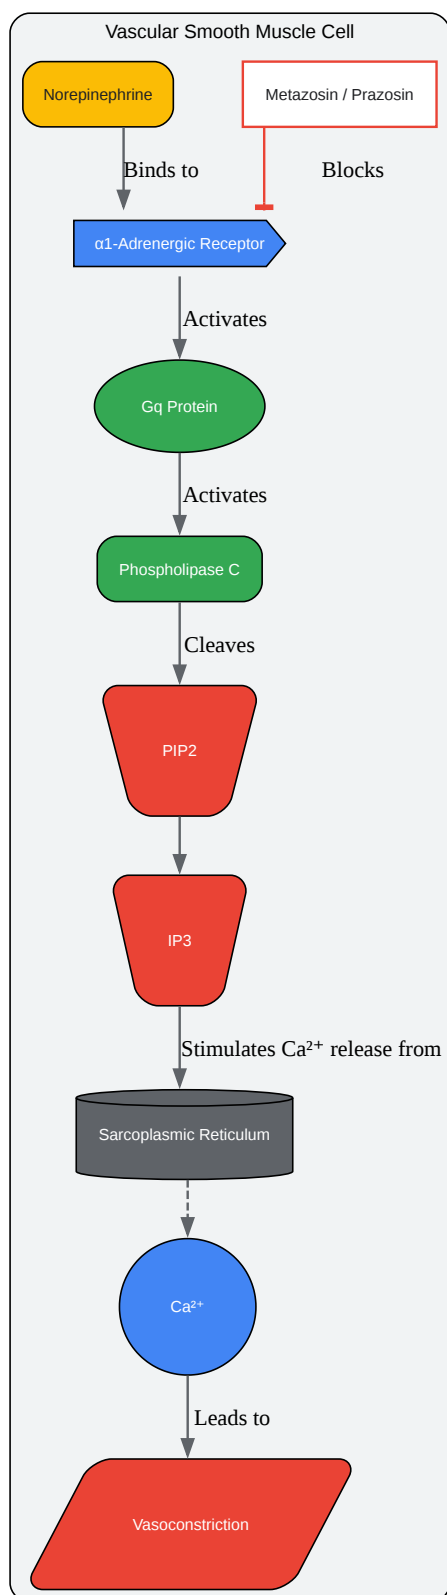 Vascular Smooth Muscle Cell
Norepinephrine
Metazosin / Prazosin
Binds to
Blocks
α1-Adrenergic Receptor
Activates
Gq Protein
Activates
Phospholipase C
Cleaves
PIP2
IP3
Stimulates Ca²⁺ release from
Sarcoplasmic Reticulum
Ca²⁺
Leads to
Vasoconstriction